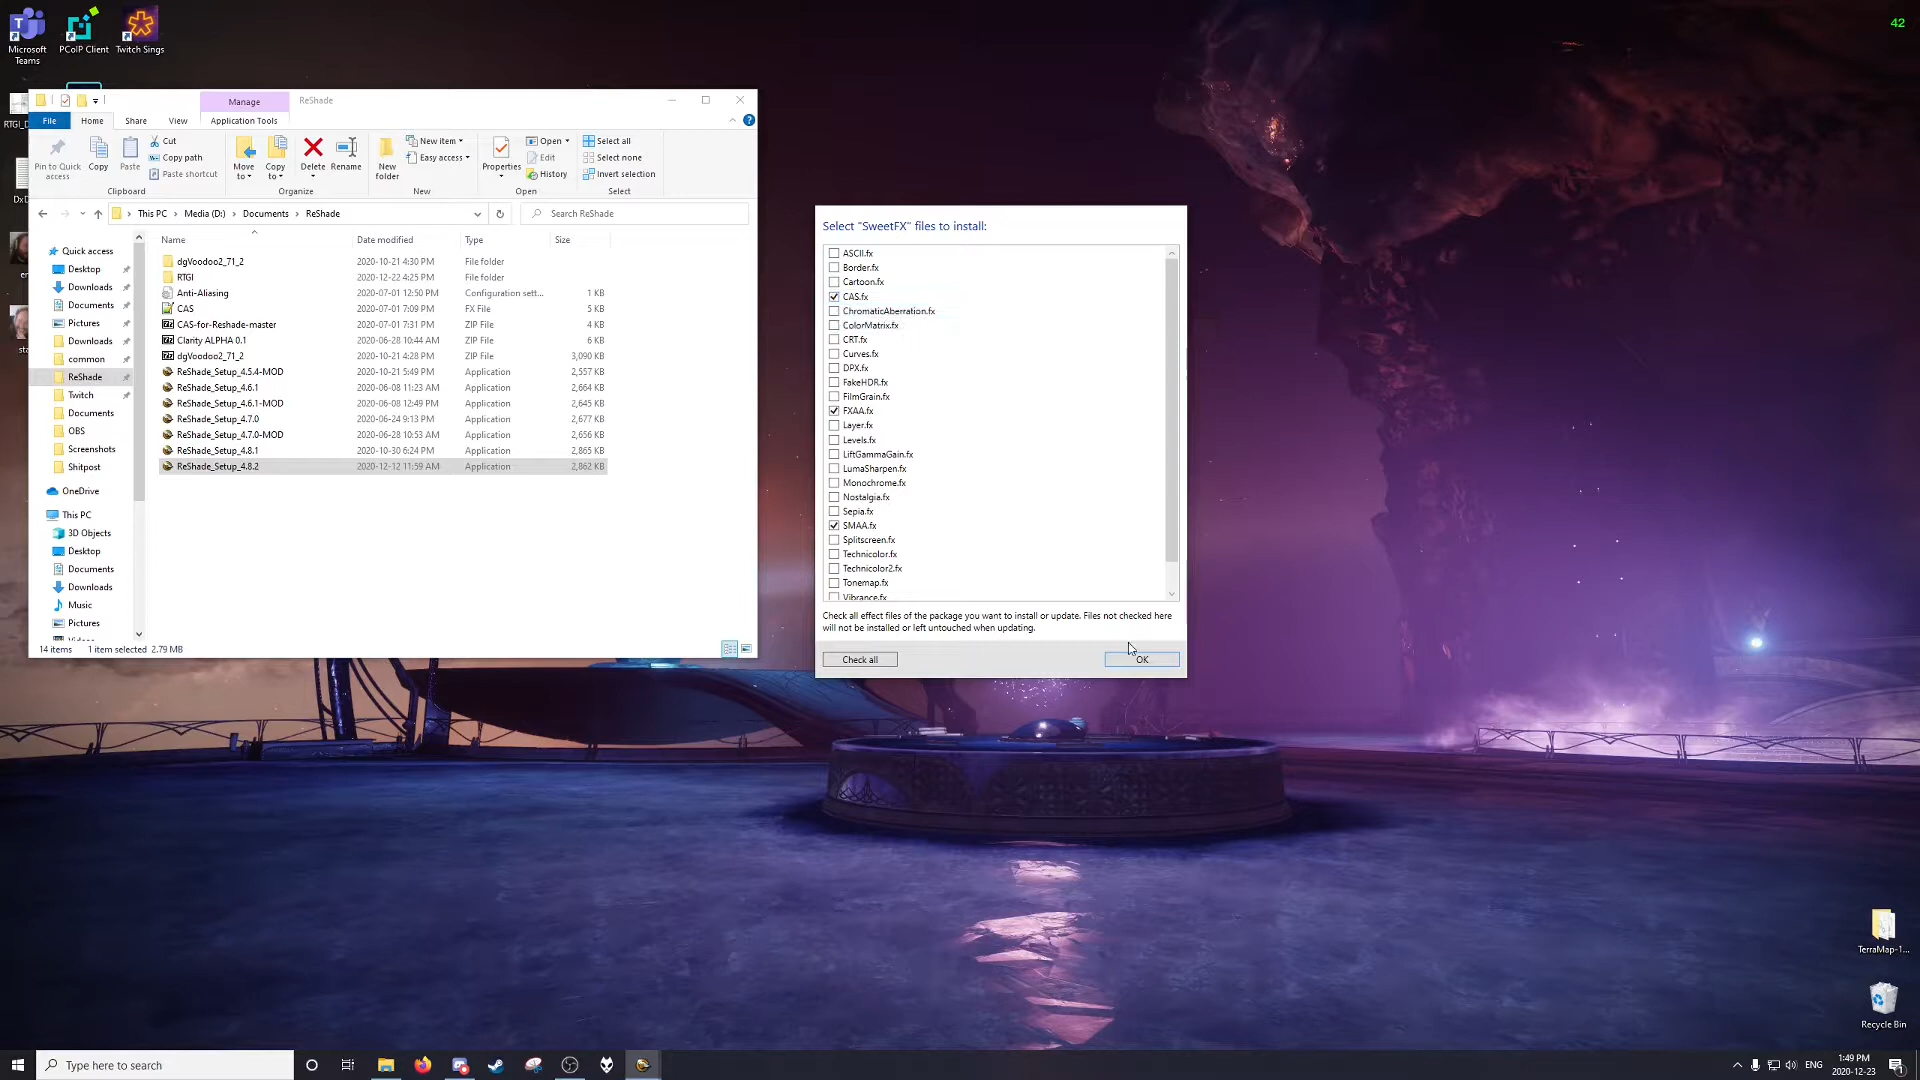 42
Microsoft Teams
PCoIP Client
Twitch Sings
Manage
ReShade
File
Home
Share
View
Application Tools
Pin to Quick access
Copy
Paste
Cut
Copy path
Paste shortcut
Clipboard
Move to
Copy to
Delete
Rename
Organize
New folder
New item
Easy access
New
Properties
Open
Edit
History
Open
Select all
Select none
Invert selection
Select
This PC > Media (D:) > Documents > ReShade
Search ReShade
Quick access
Desktop
Downloads
Documents
Pictures
Downloads
common
ReShade
Twitch
Documents
OBS
Screenshots
Shitpost
OneDrive
This PC
3D Objects
Desktop
Documents
Downloads
Music
Pictures
Name Date modified Type Size
dgVoodoo2_71_2 2020-10-21 4:30 PM File folder
RTGI 2020-12-22 4:25 PM File folder
Anti-Aliasing 2020-07-01 12:50 PM Configuration sett... 1 KB
CAS 2020-07-01 7:09 PM FX File 5 KB
CAS-for-Reshade-master 2020-07-01 7:31 PM ZIP File 4 KB
Clarity ALPHA 0.1 2020-06-28 10:44 AM ZIP File 6 KB
dgVoodoo2_71_2 2020-10-21 4:28 PM ZIP File 3,090 KB
ReShade_Setup_4.5.4-MOD 2020-10-21 5:49 PM Application 2,557 KB
ReShade_Setup_4.6.1 2020-06-08 11:23 AM Application 2,664 KB
ReShade_Setup_4.6.1-MOD 2020-06-08 12:49 PM Application 2,645 KB
ReShade_Setup_4.7.0 2020-06-24 9:13 PM Application 2,677 KB
ReShade_Setup_4.7.0-MOD 2020-06-28 10:53 AM Application 2,656 KB
ReShade_Setup_4.8.1 2020-10-30 6:24 PM Application 2,865 KB
ReShade_Setup_4.8.2 2020-12-12 11:59 AM Application 2,862 KB
14 items 1 item selected 2.79 MB
Select "SweetFX" files to install:
ASCII.fx
Border.fx
Cartoon.fx
CAS.fx
ChromaticAberration.fx
ColorMatrix.fx
CRT.fx
Curves.fx
DPX.fx
FakeHDR.fx
FilmGrain.fx
FXAA.fx
Layer.fx
Levels.fx
LiftGammaGain.fx
LumaSharpen.fx
Monochrome.fx
Nostalgia.fx
Sepia.fx
SMAA.fx
Splitscreen.fx
Technicolor.fx
Technicolor2.fx
Tonemap.fx
Vibrance.fx
Check all effect files of the package you want to install or update. Files not checked here
will not be installed or left untouched when updating.
Check all
OK
TerraMap-1...
Recycle Bin
Type here to search
ENG
1:49 PM
2020-12-23